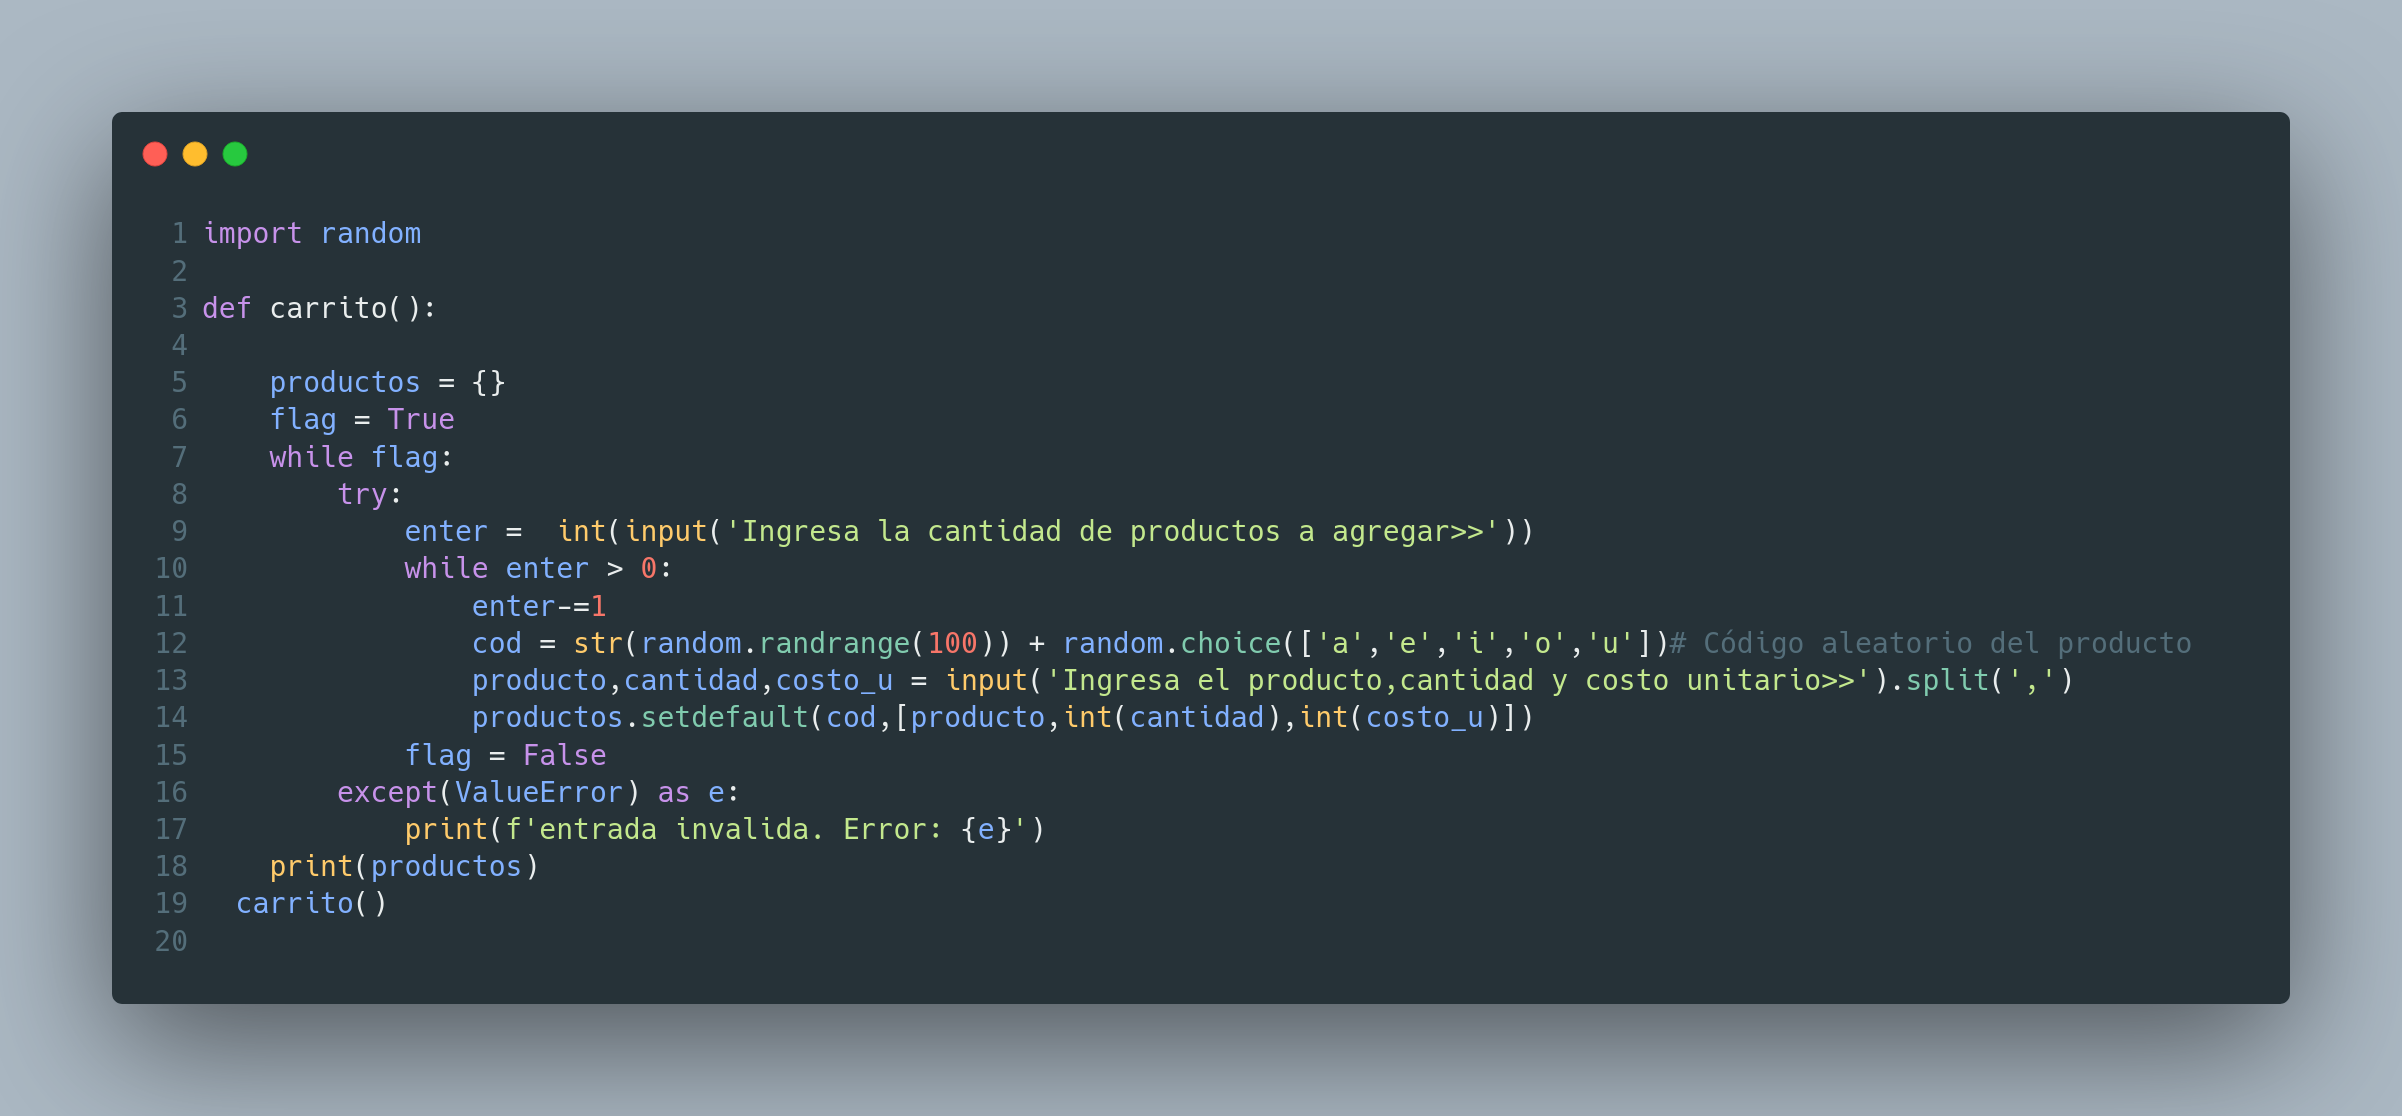 1 import random
2
3 def carrito():
4
5     productos = {}
6     flag = True
7     while flag:
8         try:
9             enter =  int(input('Ingresa la cantidad de productos a agregar>>'))
10             while enter > 0:
11                 enter-=1
12                 cod = str(random.randrange(100)) + random.choice(['a','e','i','o','u'])# Código aleatorio del producto
13                 producto,cantidad,costo_u = input('Ingresa el producto,cantidad y costo unitario>>').split(',')
14                 productos.setdefault(cod,[producto,int(cantidad),int(costo_u)])
15             flag = False
16         except(ValueError) as e:
17             print(f'entrada invalida. Error: {e}')
18     print(productos)
19   carrito()
20